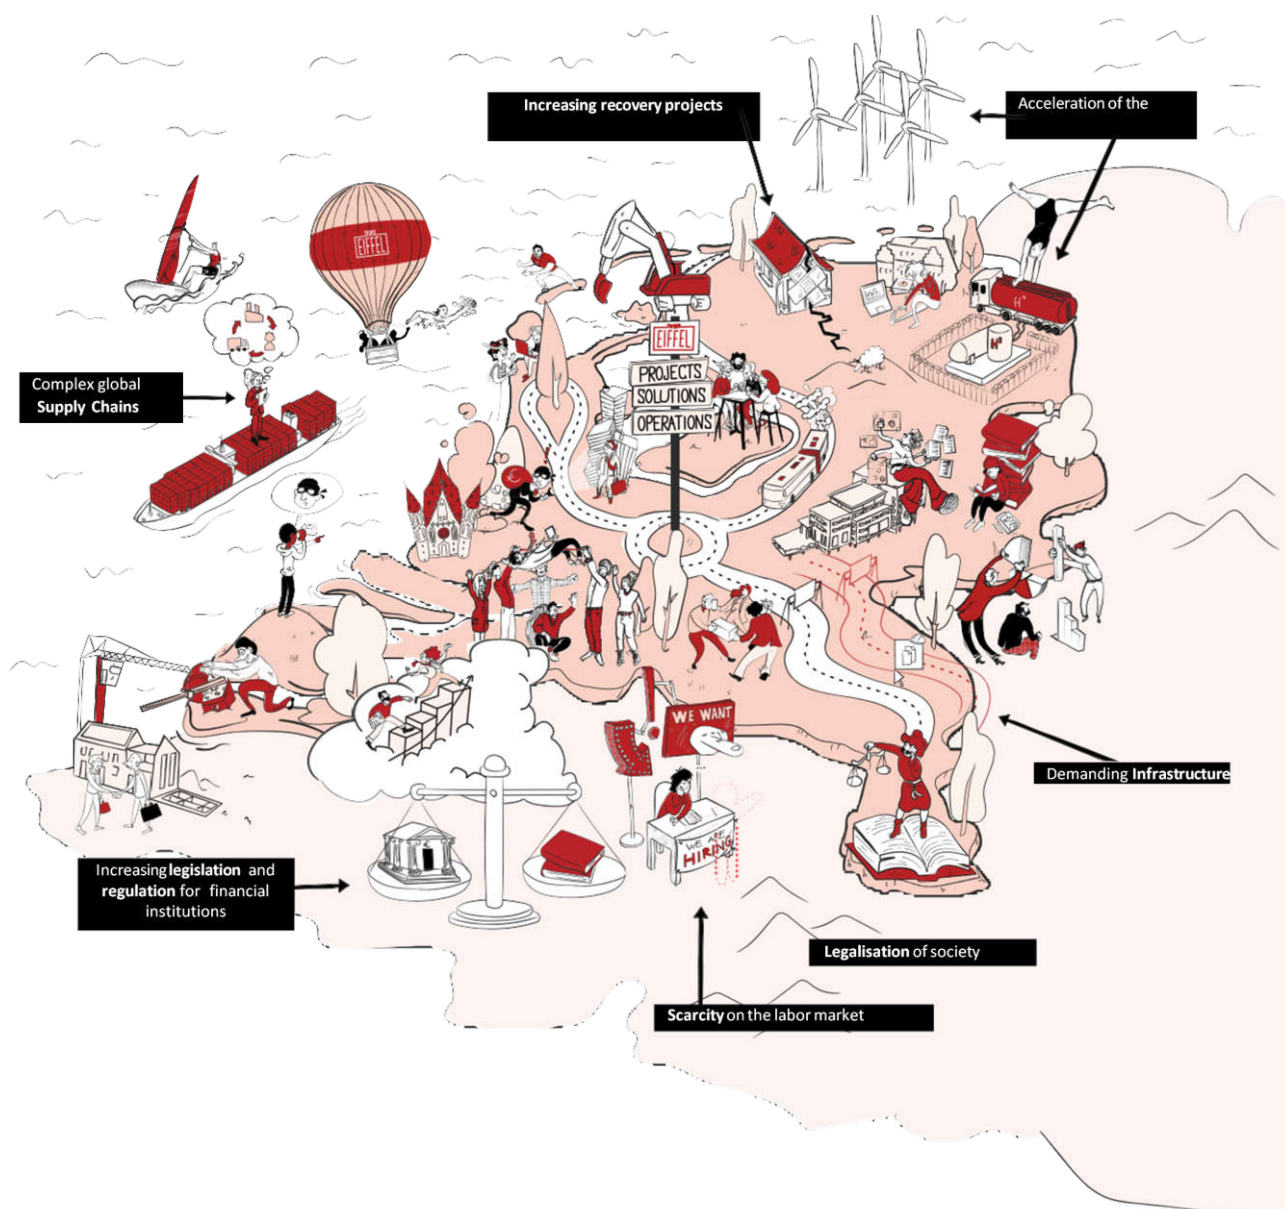 Increasing recovery projects
Acceleration of the
EIFFEL
EIFFEL
PROJECTS
SOLUTIONS
OPERATIONS
H²
Complex global
Supply Chains
WE WANT
WE ARE
HIRING
Demanding Infrastructure
Increasing legislation and
regulation for financial
institutions
Legalisation of society
Scarcity on the labor market